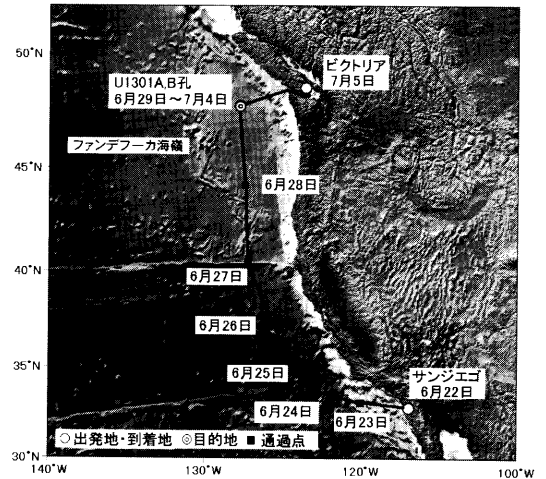 50°N
45°N
40°N
35°N
30°N
140°W
130°W
120°W
100°W
U1301A,B孔
6月29日～7月4日
ビクトリア
7月5日
ファンデフーカ海嶺
6月28日
6月27日
6月26日
6月25日
6月24日
6月23日
サンジエゴ
6月22日
○出発地・到着地 ◎目的地 ■通過点